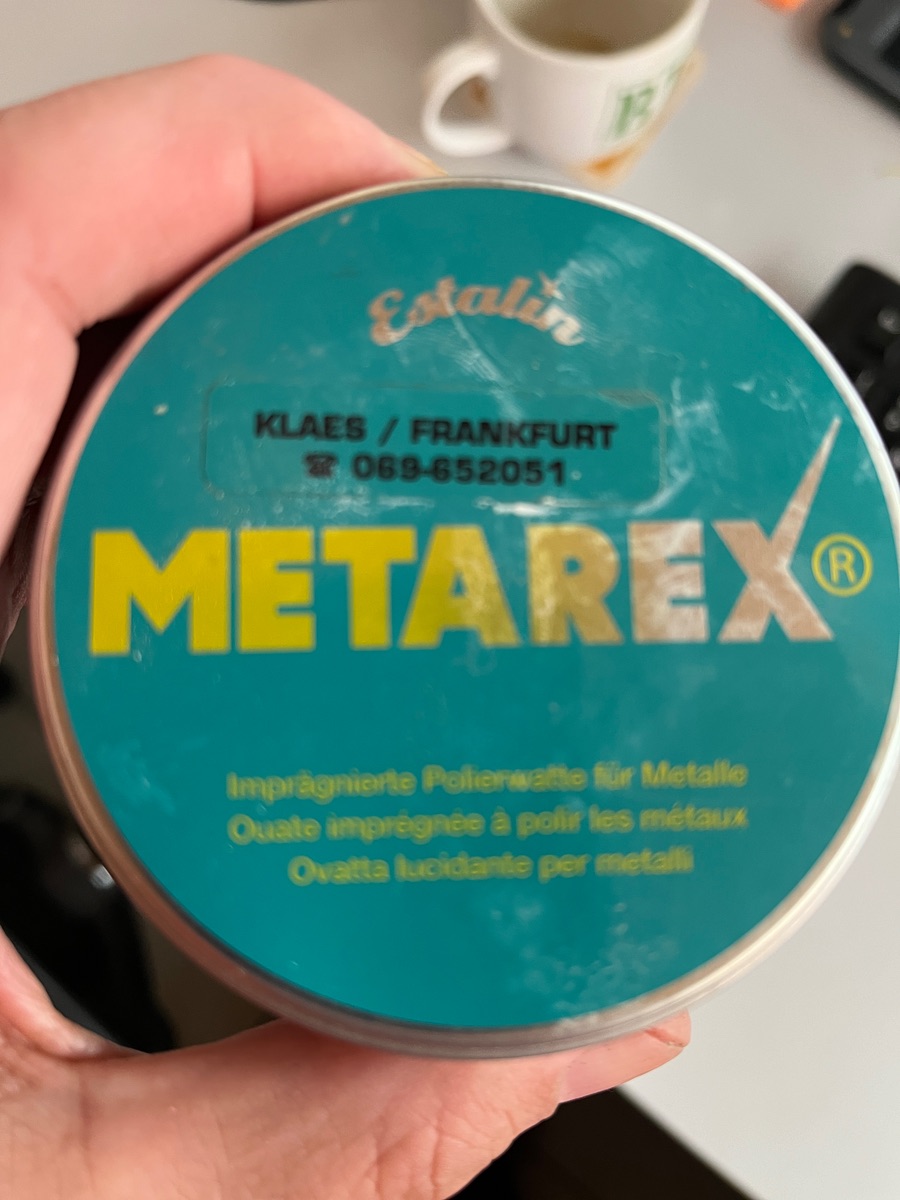 Estalin
KLAES / FRANKFURT
☎ 069-652051
METAREX®
Imprägnierte Polierwatte für Metalle
Ouate imprégnée à polir les métaux
Ovatta lucidante per metalli